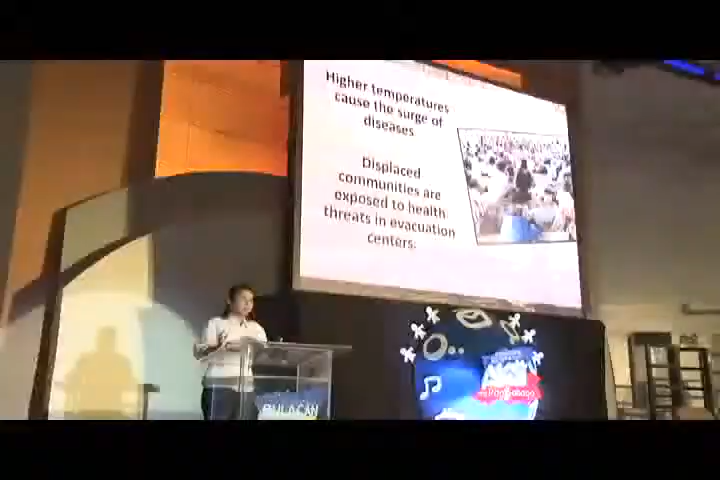 Higher temperatures
cause the surge of
diseases
Displaced
communities are
exposed to health
threats in evacuation
centers.
BULACAN